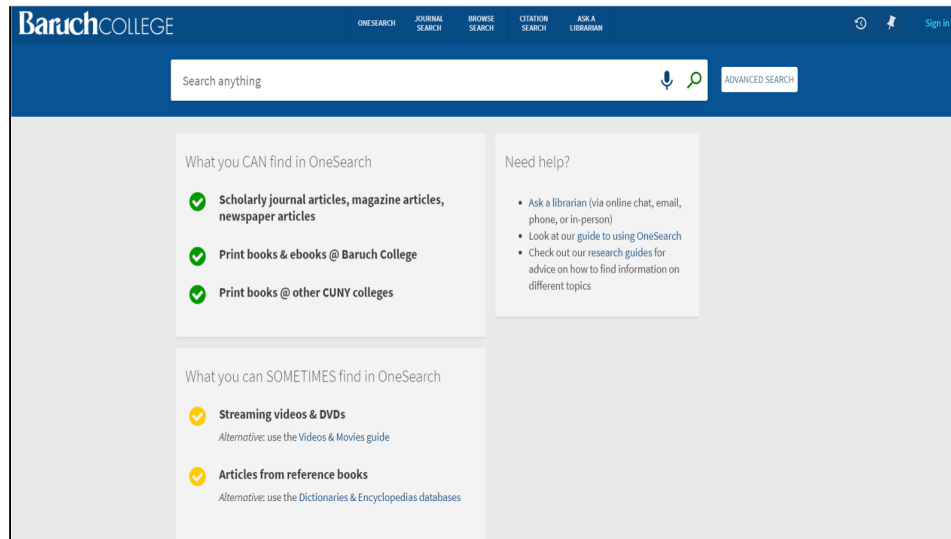 BaruchCOLLEGE
ONESEARCH
JOURNAL
SEARCH
BROWSE
SEARCH
CITATION
SEARCH
ASK A
LIBRARIAN
Sign in
Search anything
ADVANCED SEARCH
What you CAN find in OneSearch
Scholarly journal articles, magazine articles,
newspaper articles
Print books & ebooks @ Baruch College
Print books @ other CUNY colleges
Need help?
• Ask a librarian (via online chat, email,
phone, or in-person)
• Look at our guide to using OneSearch
• Check out our research guides for
advice on how to find information on
different topics
What you can SOMETIMES find in OneSearch
Streaming videos & DVDs
Alternative: use the Videos & Movies guide
Articles from reference books
Alternative: use the Dictionaries & Encyclopedias databases